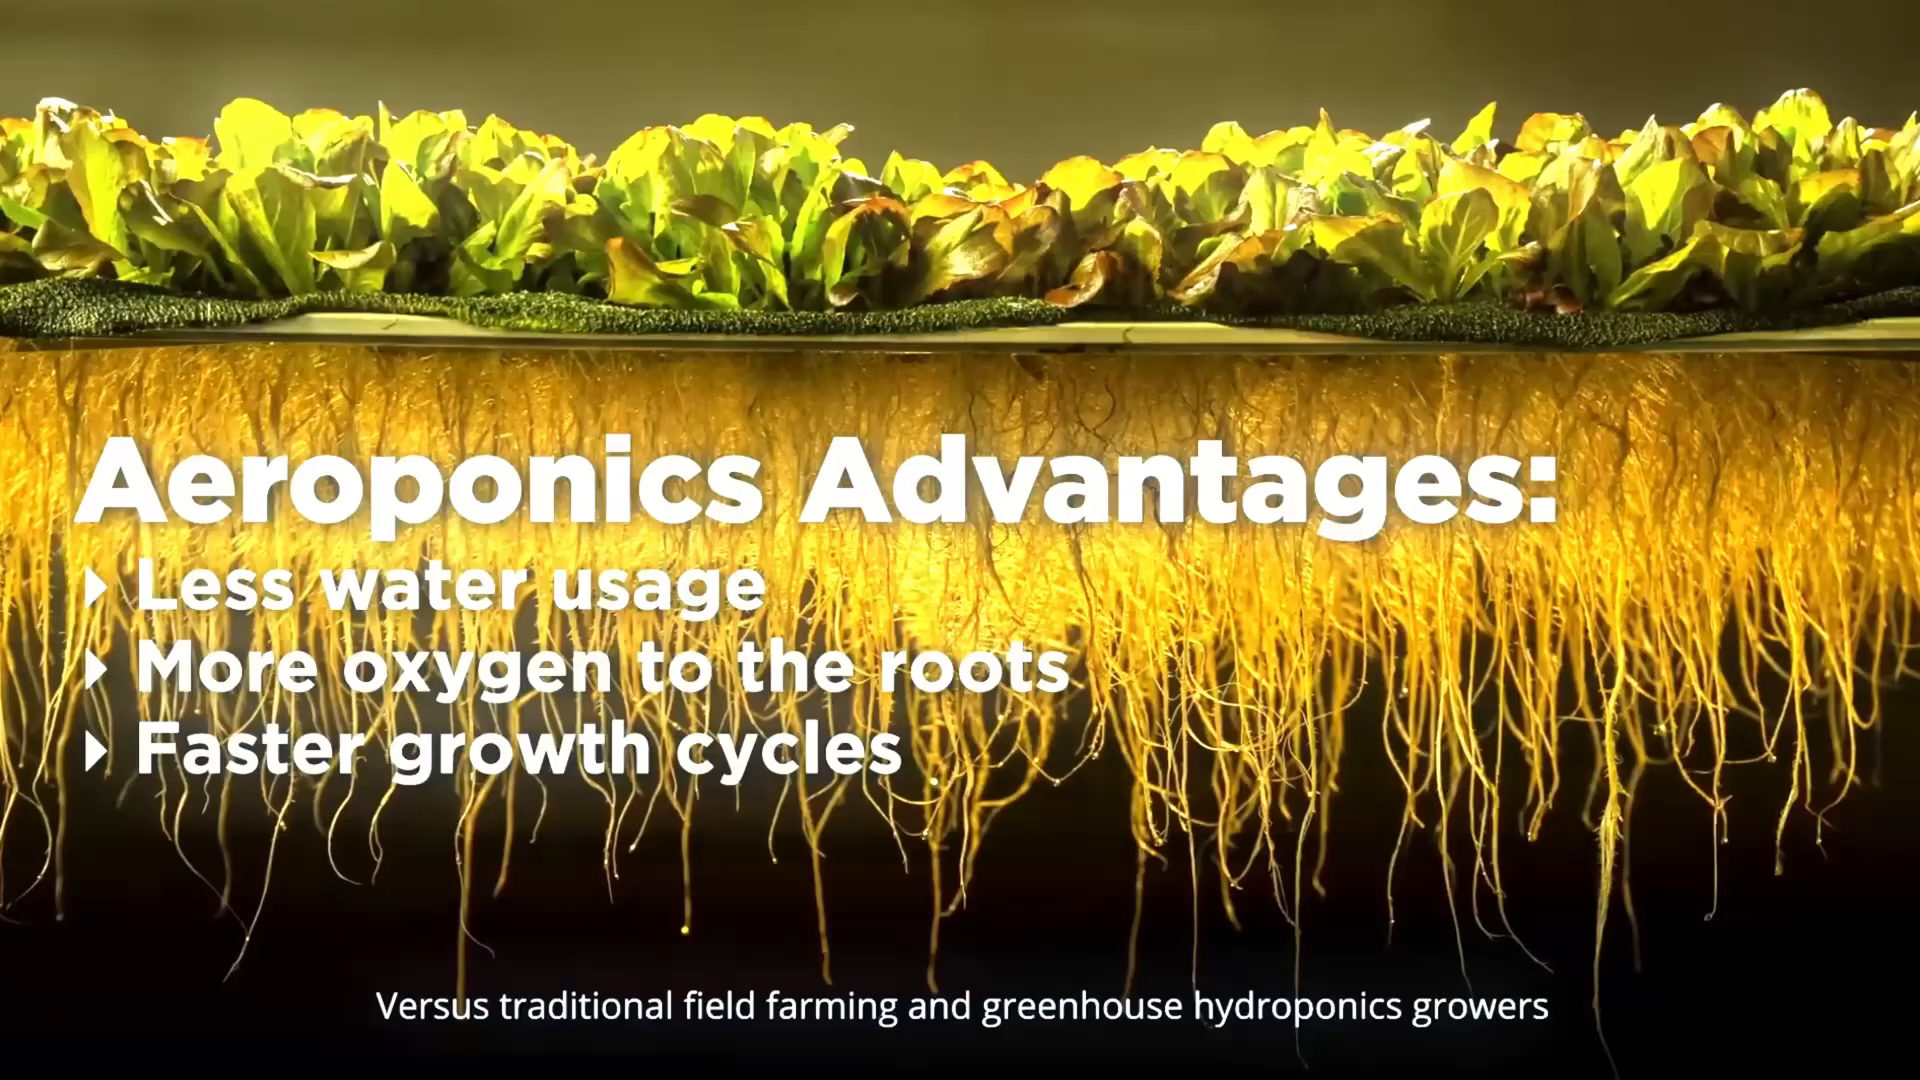 Aeroponics Advantages:
Less water usage
More oxygen to the roots
Faster growth cycles
Versus traditional field farming and greenhouse hydroponics growers